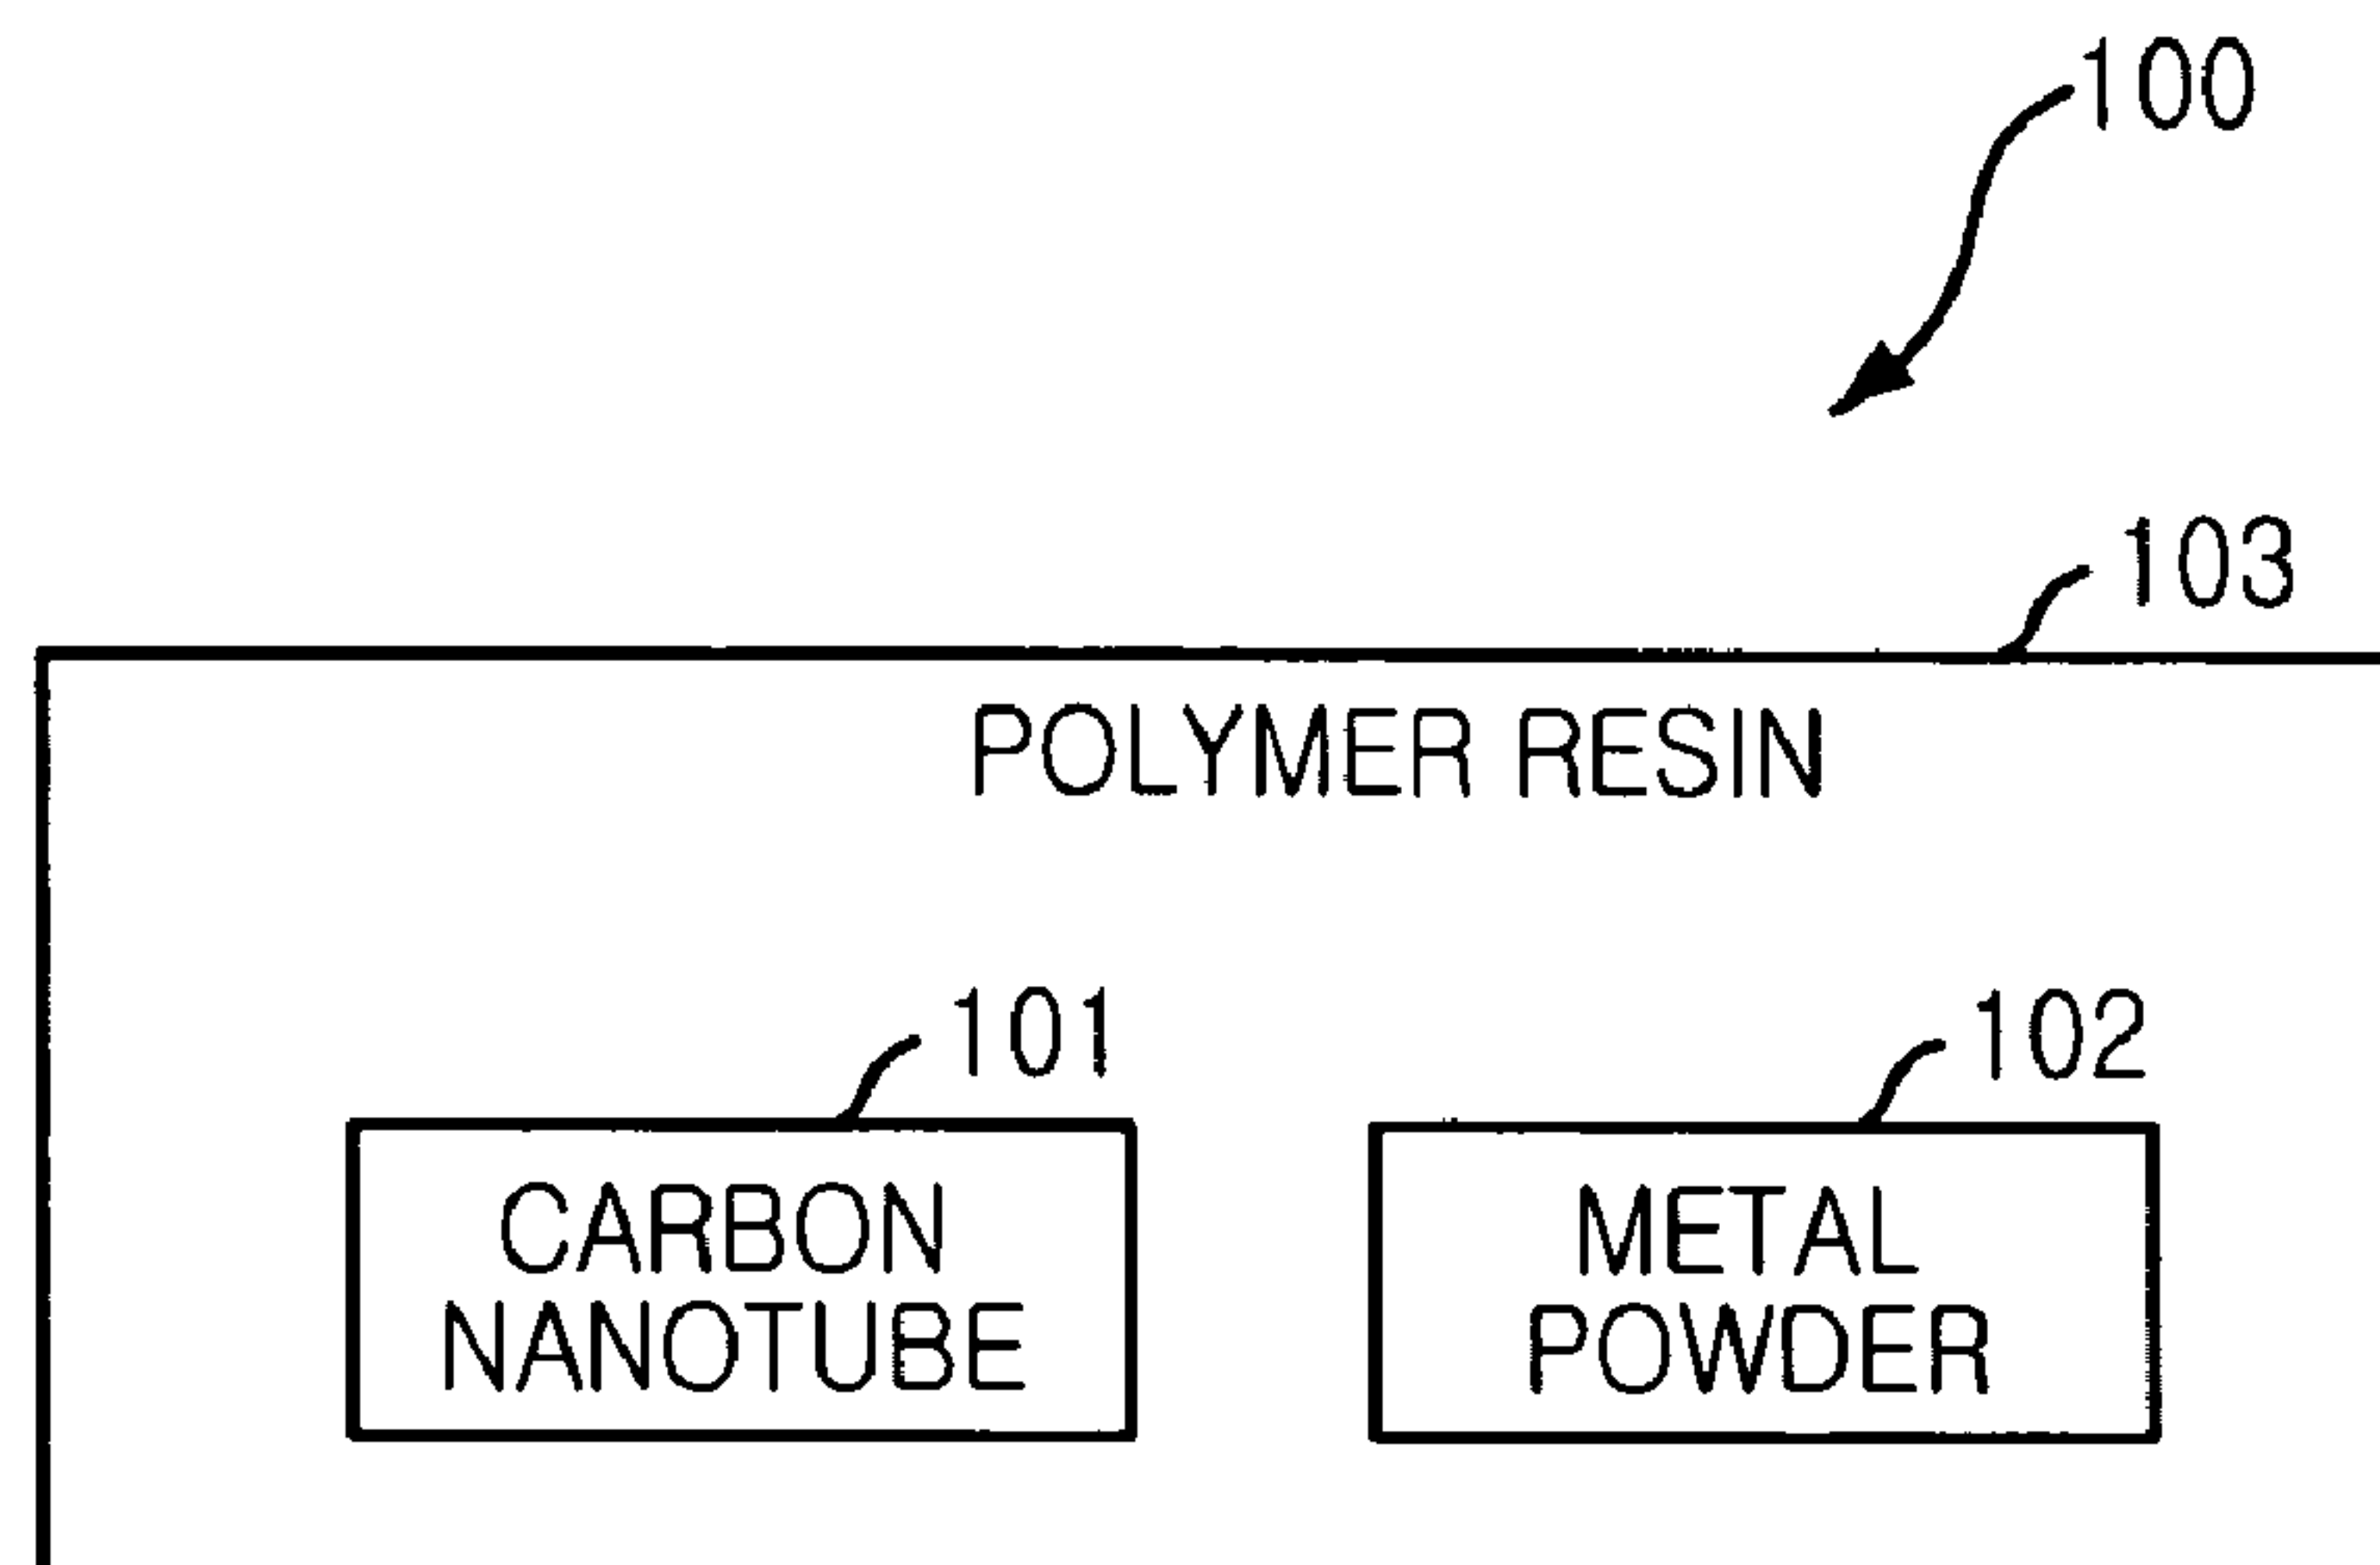 100
103
POLYMER RESIN
101
102
CARBON
NANOTUBE
METAL
POWDER